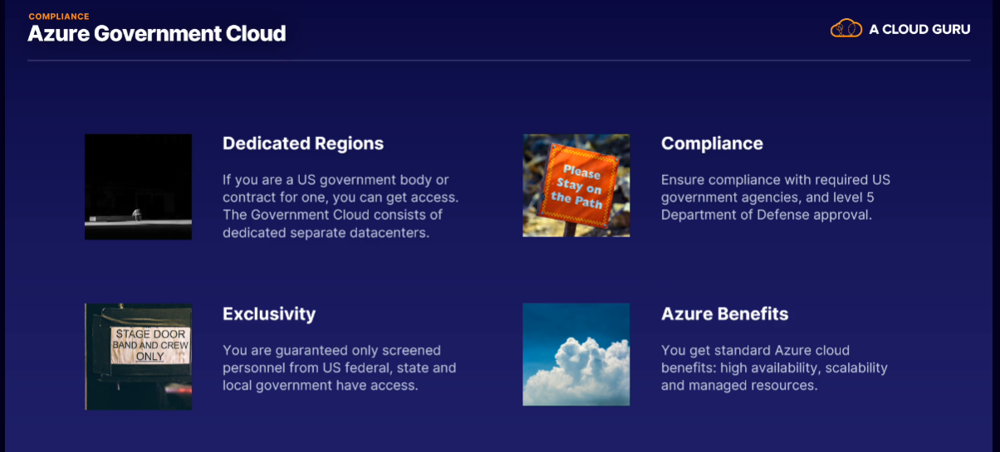 COMPLIANCE
Azure Government Cloud
A CLOUD GURU
Dedicated Regions
If you are a US government body or
contract for one, you can get access.
The Government Cloud consists of
dedicated separate datacenters.
Please
Stay on
the Path
Compliance
Ensure compliance with required US
government agencies, and level 5
Department of Defense approval.
STAGE DOOR
BAND AND CREW
ONLY
Exclusivity
You are guaranteed only screened
personnel from US federal, state and
local government have access.
Azure Benefits
You get standard Azure cloud
benefits: high availability, scalability
and managed resources.